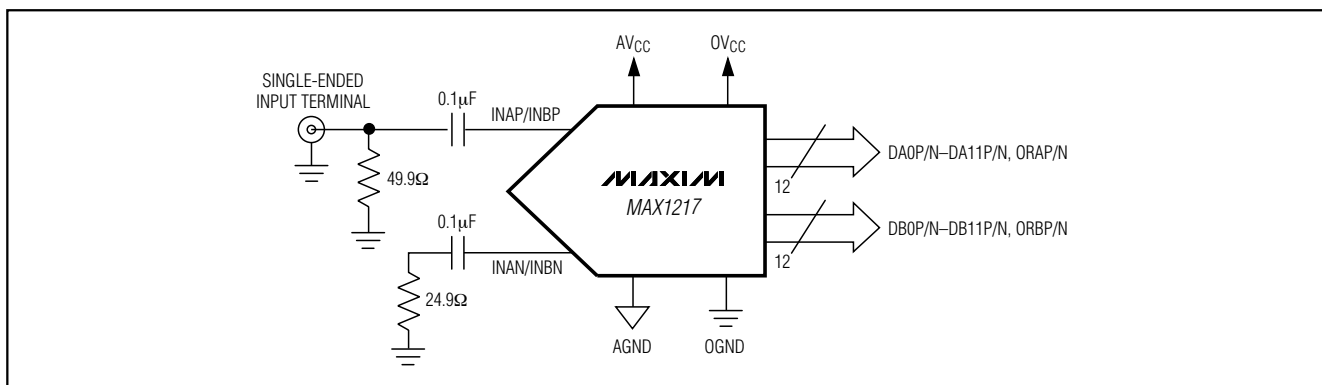 AVCC
OVCC
SINGLE-ENDED
INPUT TERMINAL
0.1µF
INAP/INBP
49.9Ω
12
DA0P/N–DA11P/N, ORAP/N
MAXIM
MAX1217
0.1µF
INAN/INBN
24.9Ω
12
DB0P/N–DB11P/N, ORBP/N
AGND
OGND